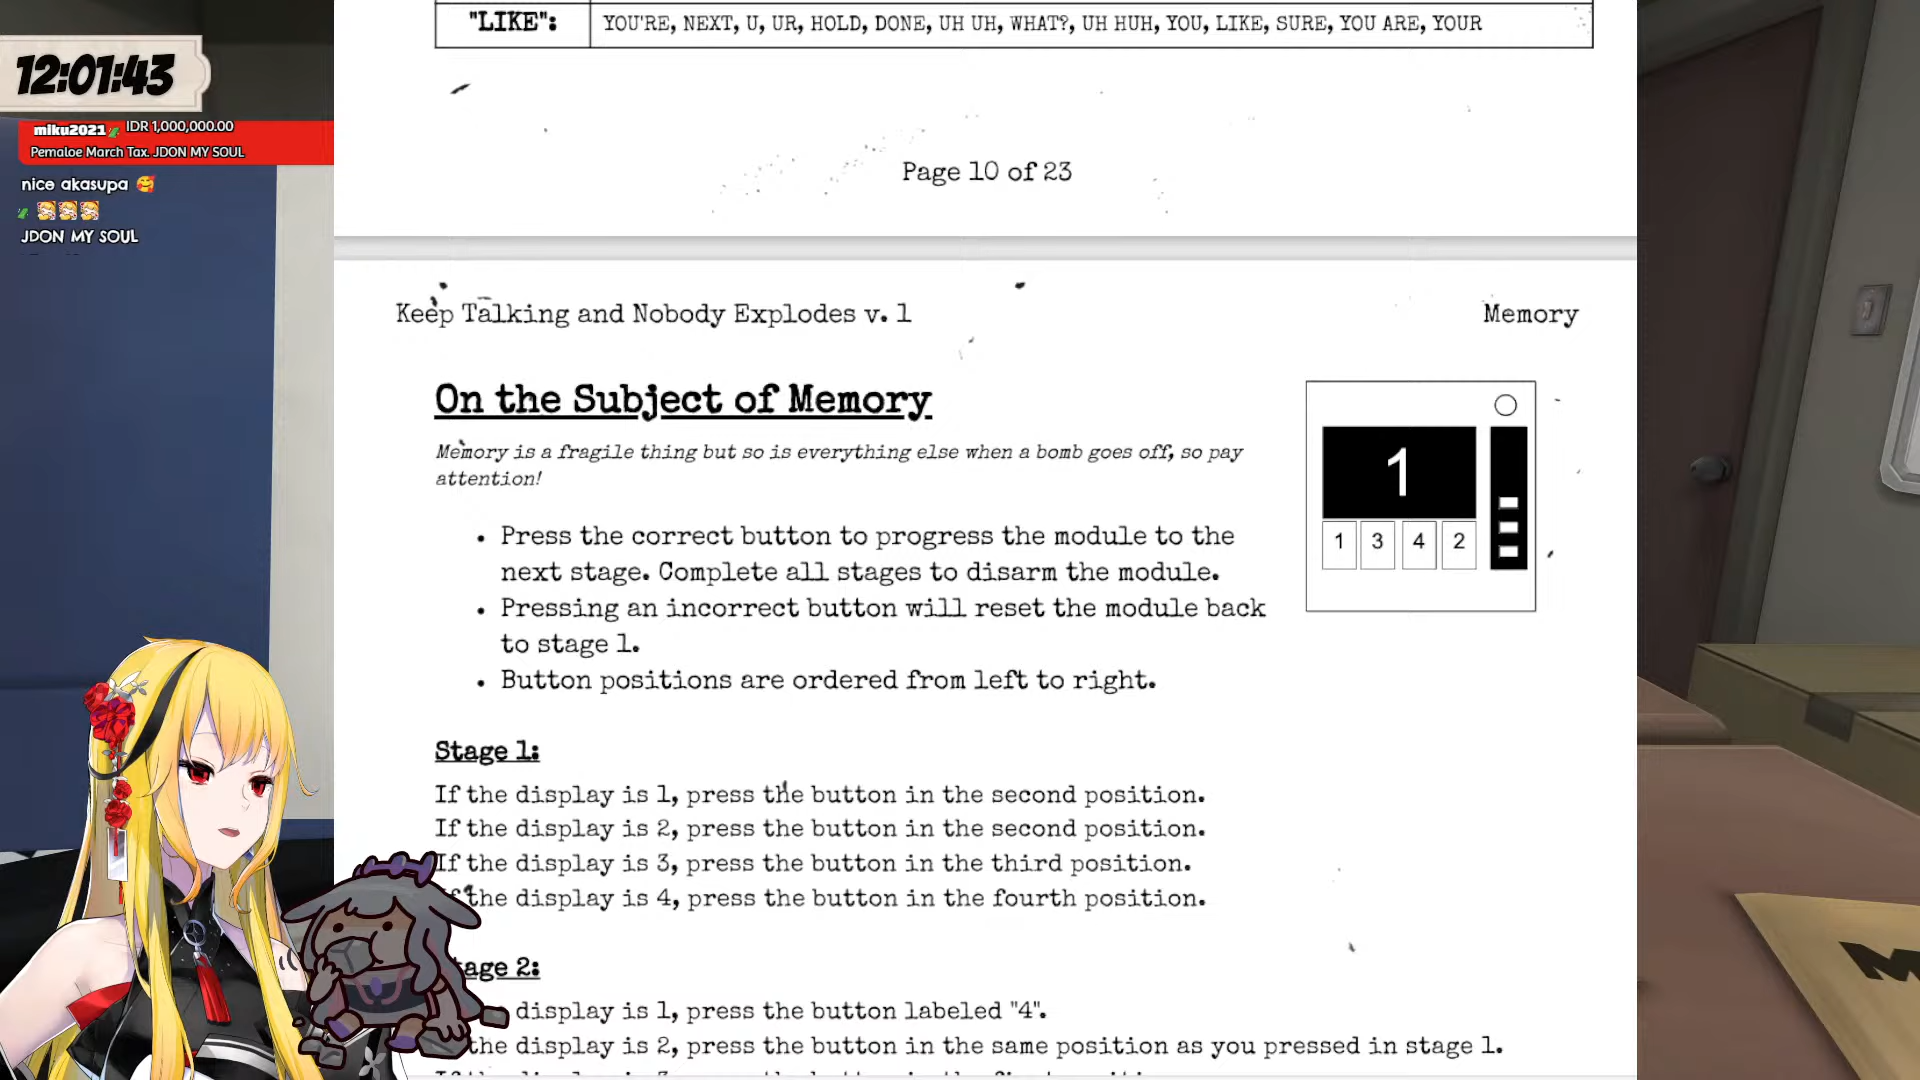 "LIKE": YOU'RE, NEXT, U, UR, HOLD, DONE, UH UH, WHAT?, UH HUH, YOU, LIKE, SURE, YOU ARE, YOUR
12:01:43
miku2021 IDR 1,000,000.00
Pemaloe March Tax. JDON MY SOUL
nice akasupa 🥰
JDON MY SOUL
Page 10 of 23
Keep Talking and Nobody Explodes v. 1
Memory
On the Subject of Memory
Memory is a fragile thing but so is everything else when a bomb goes off, so pay
attention!
1
1 3 4 2
• Press the correct button to progress the module to the
next stage. Complete all stages to disarm the module.
• Pressing an incorrect button will reset the module back
to stage 1.
• Button positions are ordered from left to right.
Stage 1:
If the display is 1, press the button in the second position.
If the display is 2, press the button in the second position.
If the display is 3, press the button in the third position.
If the display is 4, press the button in the fourth position.
Stage 2:
display is 1, press the button labeled "4".
the display is 2, press the button in the same position as you pressed in stage 1.